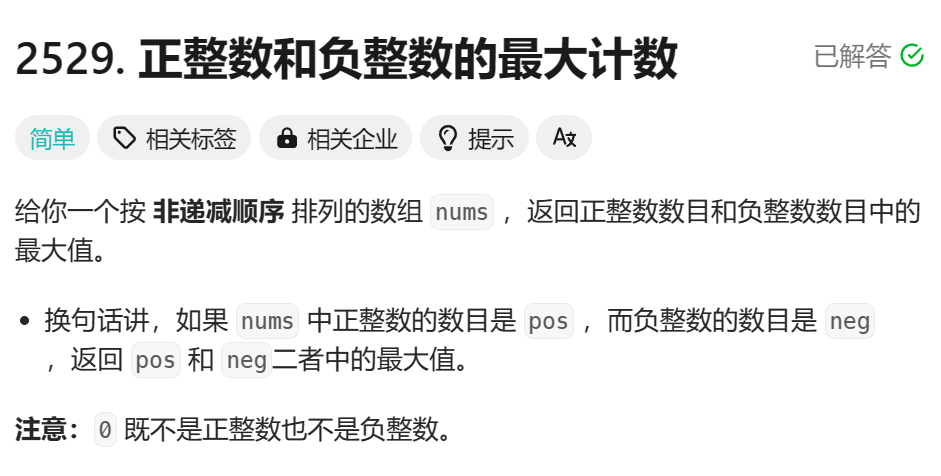 2529. 正整数和负整数的最大计数
已解答
简单 相关标签 相关企业 提示
给你一个按 非递减顺序 排列的数组 nums ，返回正整数数目和负整数数目中的
最大值。
换句话讲，如果 nums 中正整数的数目是 pos ，而负整数的数目是 neg
，返回 pos 和 neg二者中的最大值。
注意：0 既不是正整数也不是负整数。